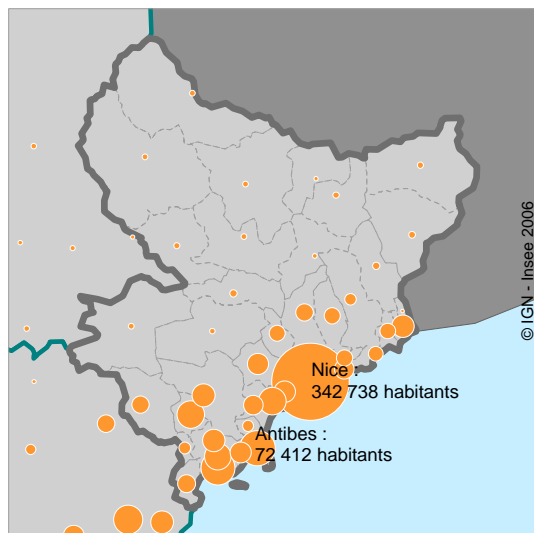 Nice :
342 738 habitants
Antibes :
72 412 habitants
© IGN - Insee 2006